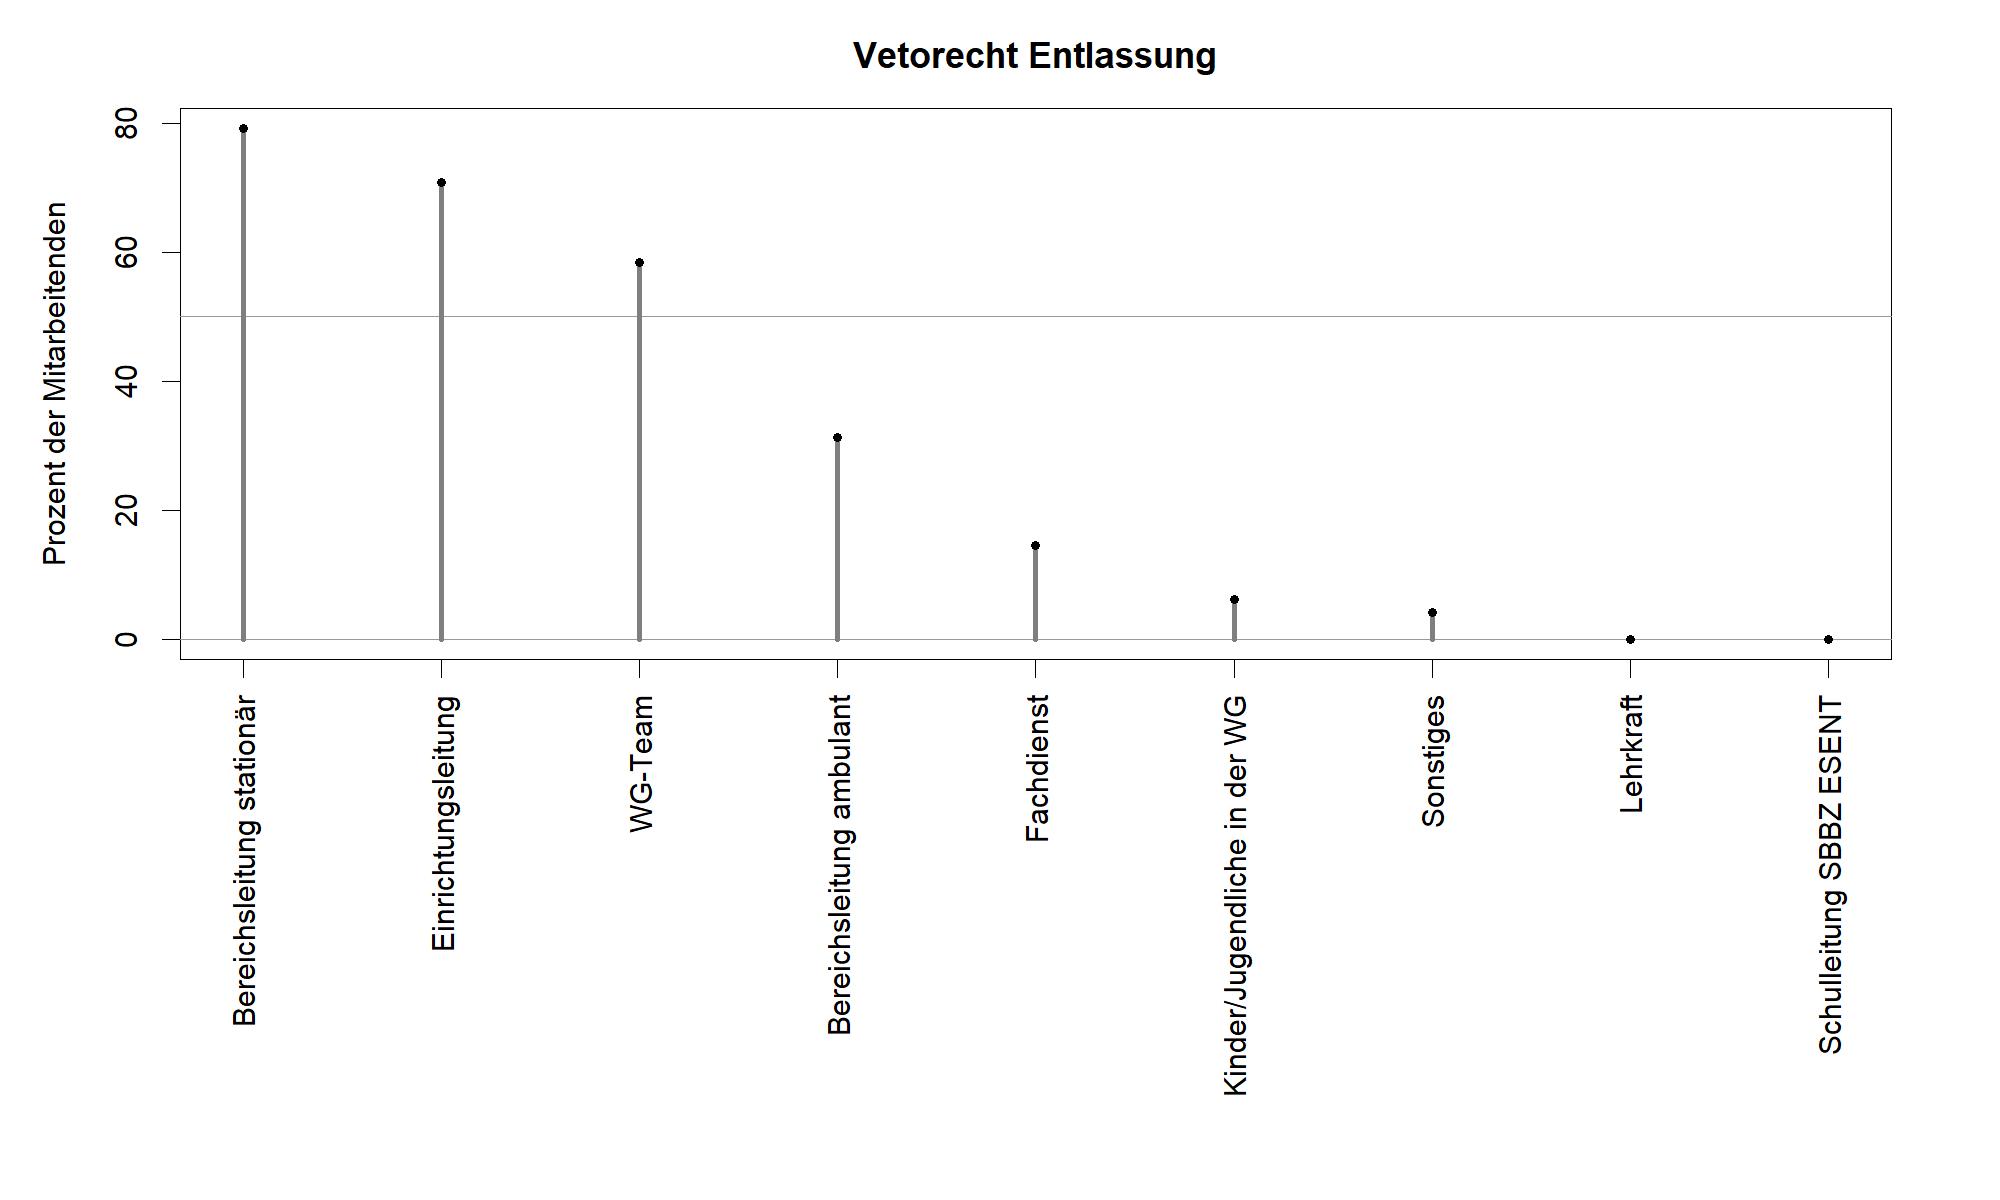 Vetorecht Entlassung
Prozent der Mitarbeitenden
80
60
40
20
0
Bereichsleitung stationär
Einrichtungsleitung
WG-Team
Bereichsleitung ambulant
Fachdienst
Kinder/Jugendliche in der WG
Sonstiges
Lehrkraft
Schulleitung SBBZ ESENT